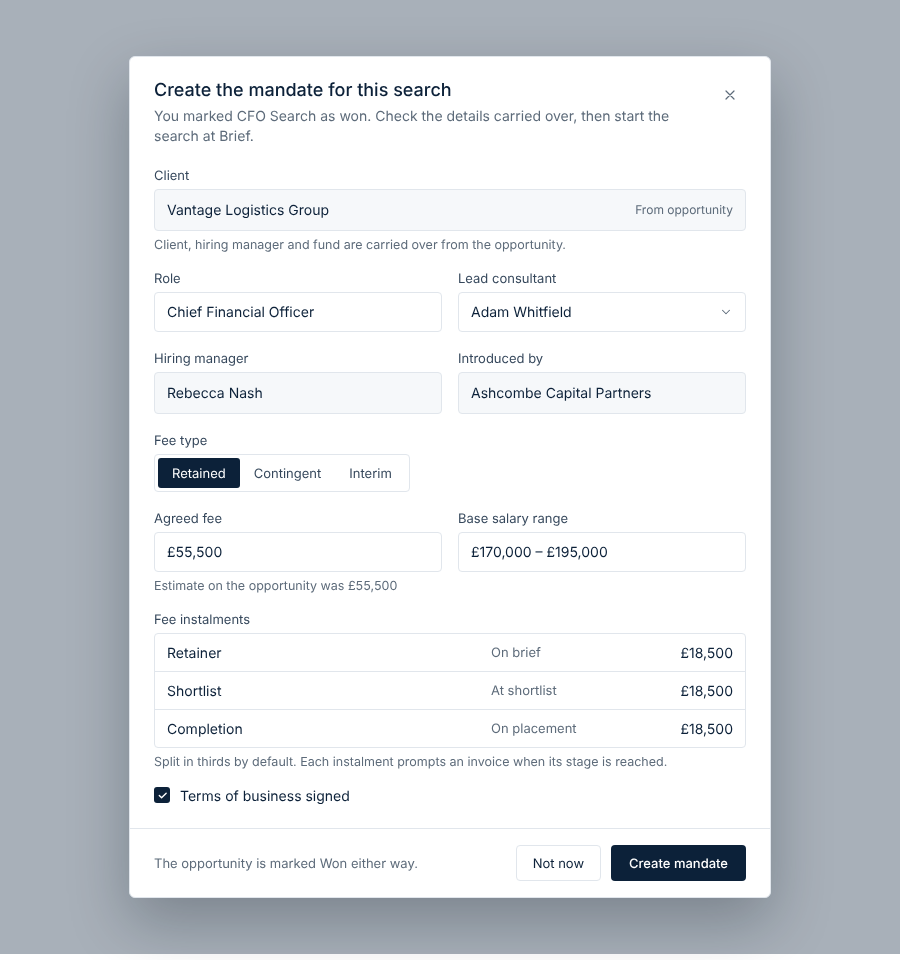 Create the mandate for this search
You marked CFO Search as won. Check the details carried over, then start the
search at Brief.
Client
Vantage Logistics Group From opportunity
Client, hiring manager and fund are carried over from the opportunity.
Role Lead consultant
Chief Financial Officer Adam Whitfield
Hiring manager Introduced by
Rebecca Nash Ashcombe Capital Partners
Fee type
Retained Contingent Interim
Agreed fee Base salary range
£55,500 £170,000 – £195,000
Estimate on the opportunity was £55,500
Fee instalments
Retainer On brief £18,500
Shortlist At shortlist £18,500
Completion On placement £18,500
Split in thirds by default. Each instalment prompts an invoice when its stage is reached.
Terms of business signed
The opportunity is marked Won either way. Not now Create mandate